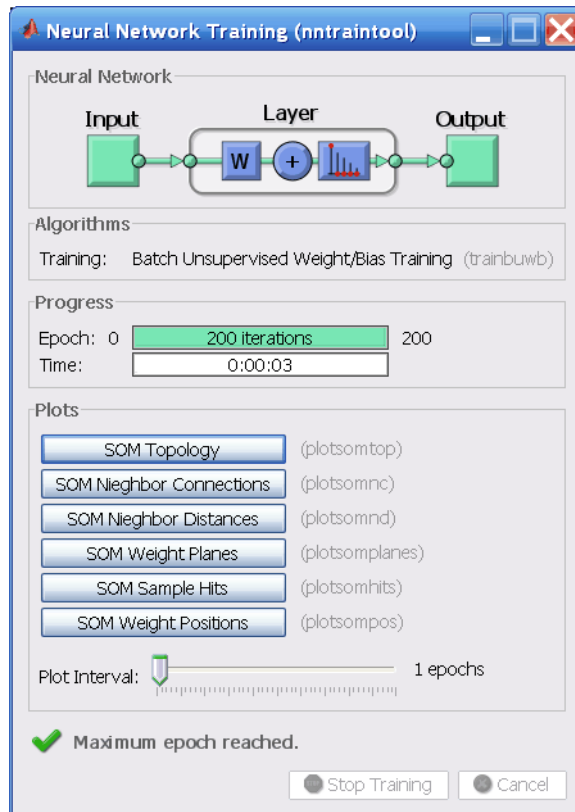 Neural Network Training (nntraintool)
Neural Network
Input Layer Output
W +
Algorithms
Training: Batch Unsupervised Weight/Bias Training (trainbuwb)
Progress
Epoch: 0 200 iterations 200
Time: 0:00:03
Plots
SOM Topology (plotsomtop)
SOM Nieghbor Connections (plotsomnc)
SOM Nieghbor Distances (plotsomnd)
SOM Weight Planes (plotsomplanes)
SOM Sample Hits (plotsomhits)
SOM Weight Positions (plotsompos)
Plot Interval: 1 epochs
Maximum epoch reached.
Stop Training Cancel